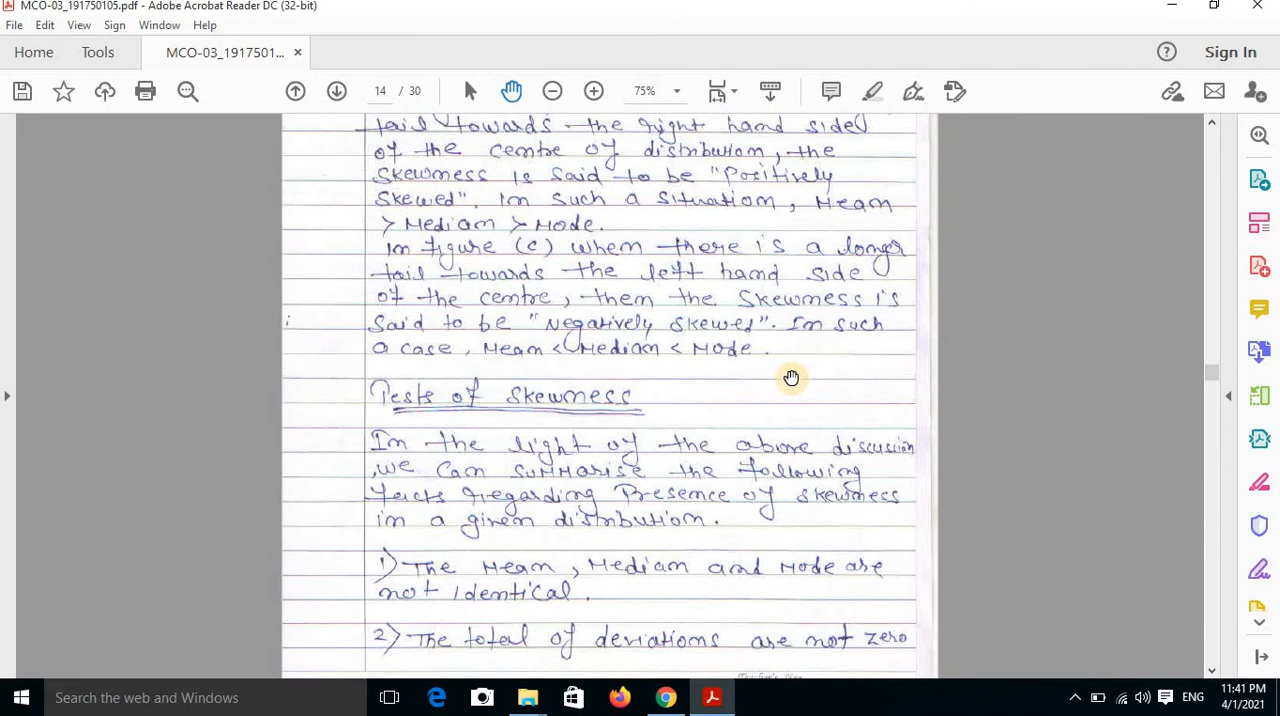 MCO-03_191750105.pdf - Adobe Acrobat Reader DC (32-bit)
File Edit View Sign Window Help
Home Tools MCO-03_1917501... × Sign In
14 / 30 75%
tail towards the right hand side
of the centre of distribution, the
Skewness is said to be "Positively
Skewed". In such a situation, Mean
> Median > Mode.
In figure (c) when there is a longer
tail towards the left hand side
of the centre, then the Skewness is
said to be "Negatively Skewed". In such
a case, Mean < Median < Mode.
Tests of Skewness
In the light of the above discussion
, we can summarise the following
facts regarding Presence of skewness
in a given distribution.
1) The Mean, Median and Mode are
not identical.
2) The total of deviations are not zero
Search the web and Windows
ENG
11:41 PM
4/1/2021